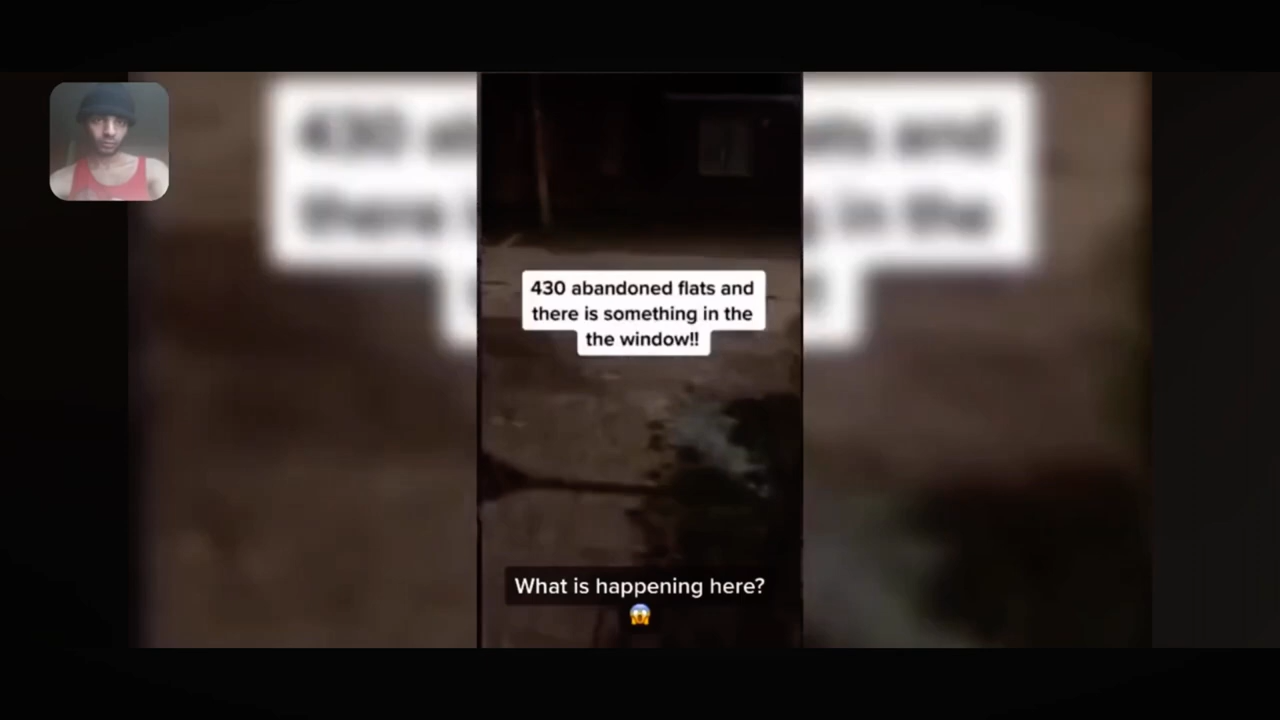 430 abandoned flats and
there is something in the
the window!!
What is happening here?
😱